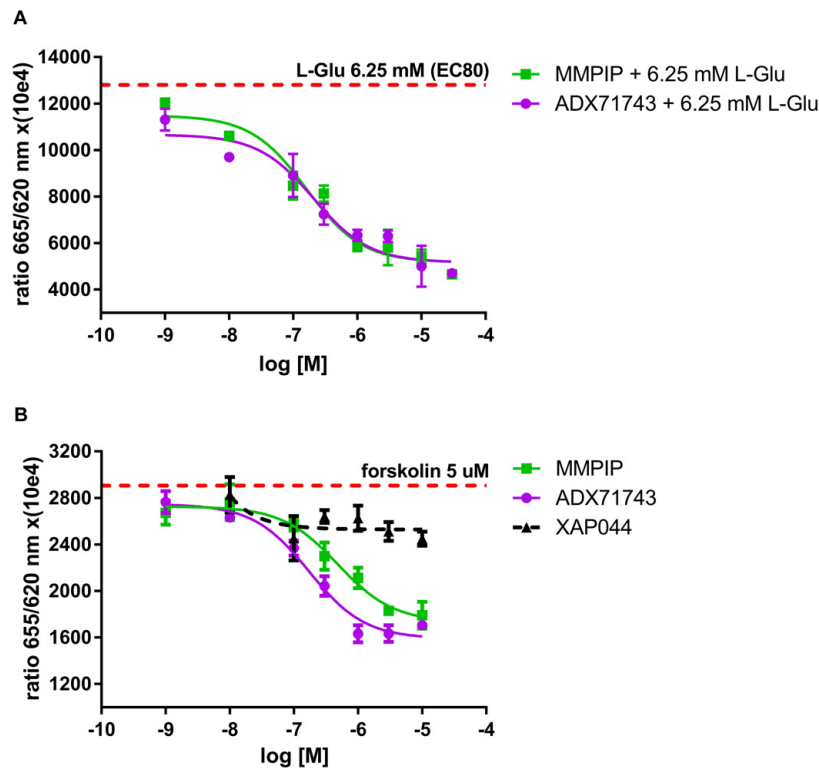 A
L-Glu 6.25 mM (EC80)
MMPIP + 6.25 mM L-Glu
ADX71743 + 6.25 mM L-Glu
ratio 665/620 nm x(10e4)
14000
12000
10000
8000
6000
4000
-10 -9 -8 -7 -6 -5 -4
log [M]
B
forskolin 5 uM
MMPIP
ADX71743
XAP044
ratio 655/620 nm x(10e4)
3200
2800
2400
2000
1600
1200
-10 -9 -8 -7 -6 -5 -4
log [M]